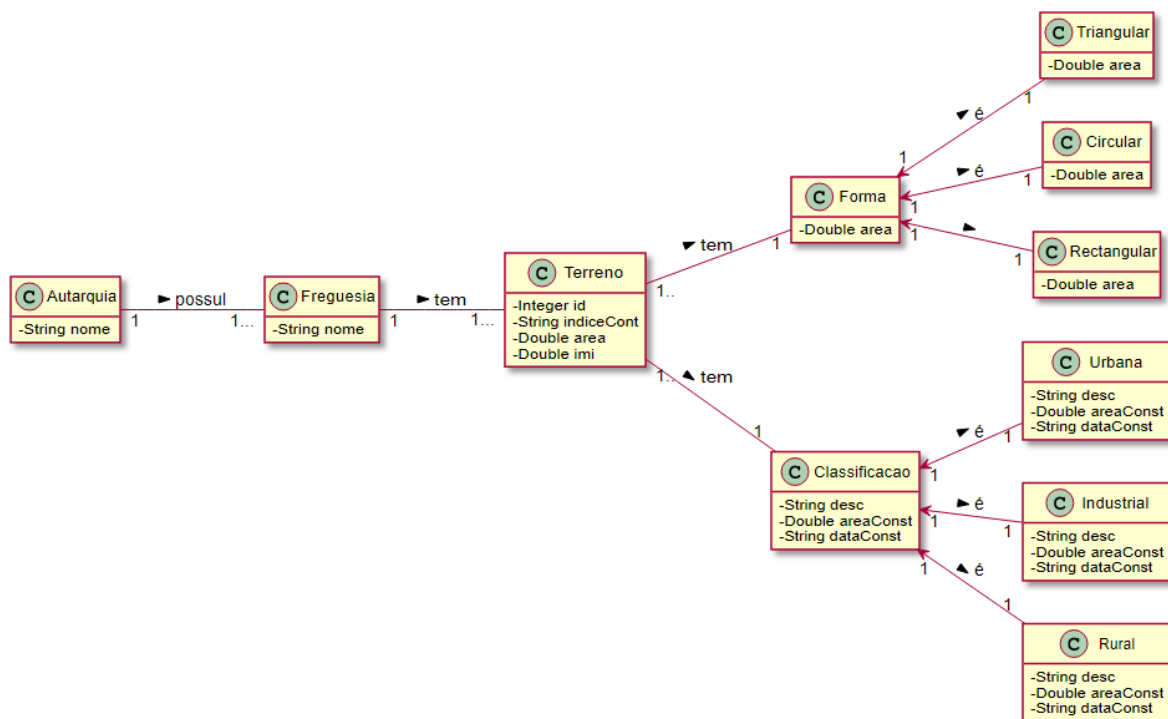 C Triangular
-Double area
1
é
1
C Circular
-Double area
1
é
1
C Rectangular
-Double area
1
1
C Forma
-Double area
1
tem
1..
C Autarquia
-String nome
1
possul
1...
C Freguesia
-String nome
1
tem
1...
C Terreno
-Integer id
-String indiceCont
-Double area
-Double imi
1..
tem
1
C Classificacao
-String desc
-Double areaConst
-String dataConst
1
é
1
C Urbana
-String desc
-Double areaConst
-String dataConst
1
é
1
C Industrial
-String desc
-Double areaConst
-String dataConst
1
é
1
C Rural
-String desc
-Double areaConst
-String dataConst